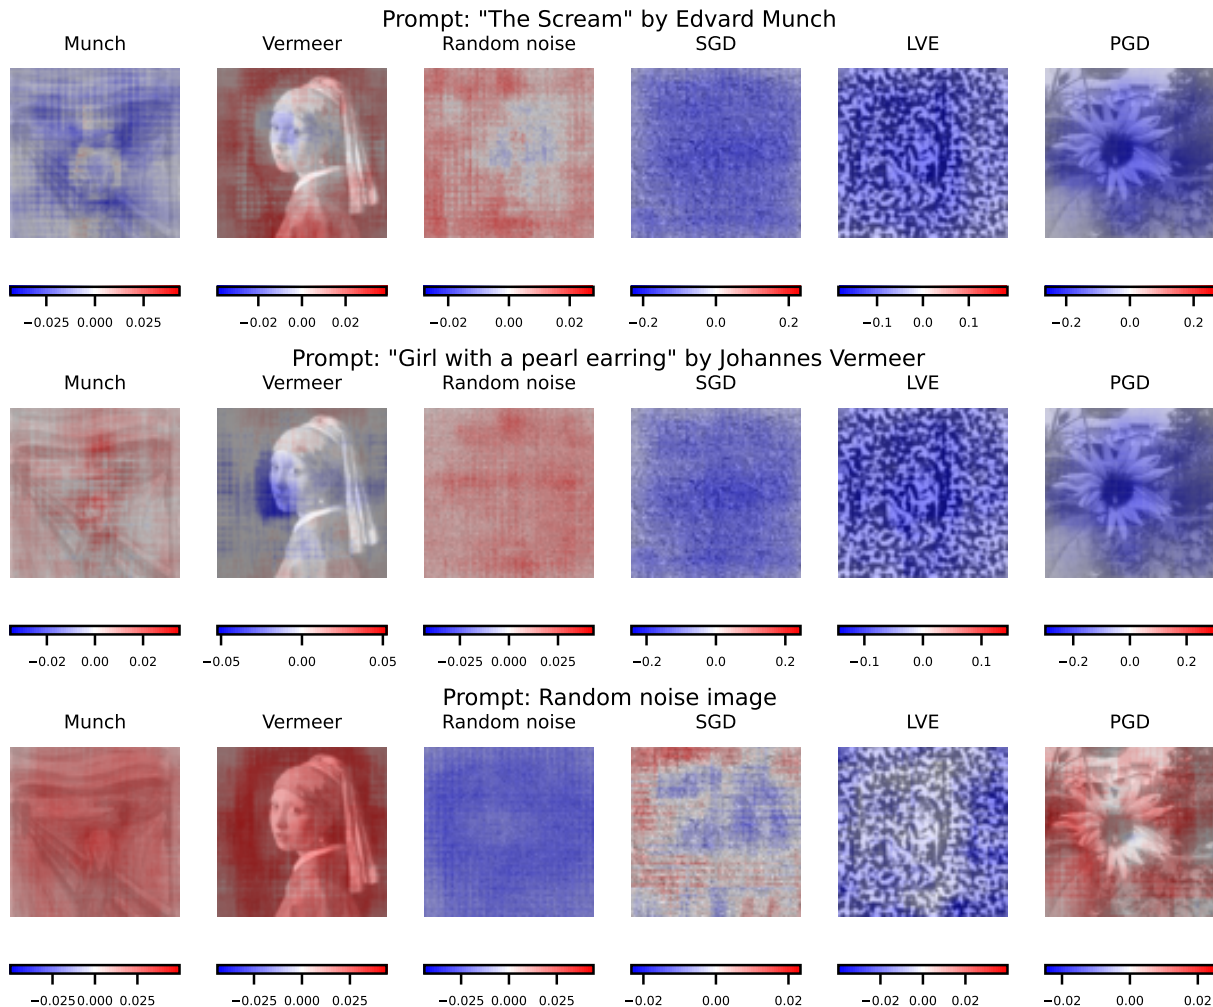 Prompt: "The Scream" by Edvard Munch
Munch Vermeer Random noise SGD LVE PGD
−0.025 0.000 0.025 −0.02 0.00 0.02 −0.02 0.00 0.02 −0.2 0.0 0.2 −0.1 0.0 0.1 −0.2 0.0 0.2
Prompt: "Girl with a pearl earring" by Johannes Vermeer
Munch Vermeer Random noise SGD LVE PGD
−0.02 0.00 0.02 −0.05 0.00 0.05 −0.025 0.000 0.025 −0.2 0.0 0.2 −0.1 0.0 0.1 −0.2 0.0 0.2
Prompt: Random noise image
Munch Vermeer Random noise SGD LVE PGD
−0.025 0.000 0.025 −0.025 0.000 0.025 −0.025 0.000 0.025 −0.02 0.00 0.02 −0.02 0.00 0.02 −0.02 0.00 0.02